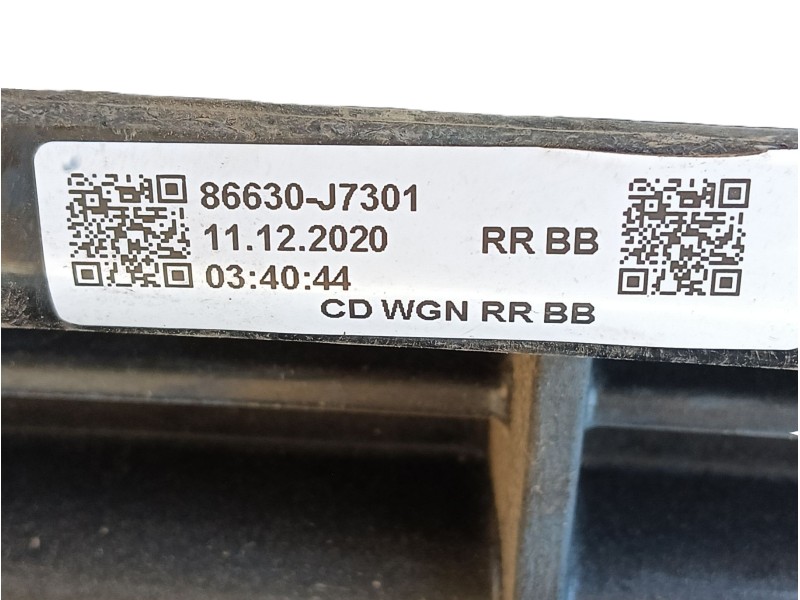 86630-J7301
11.12.2020 RR BB
03:40:44
CD WGN RR BB